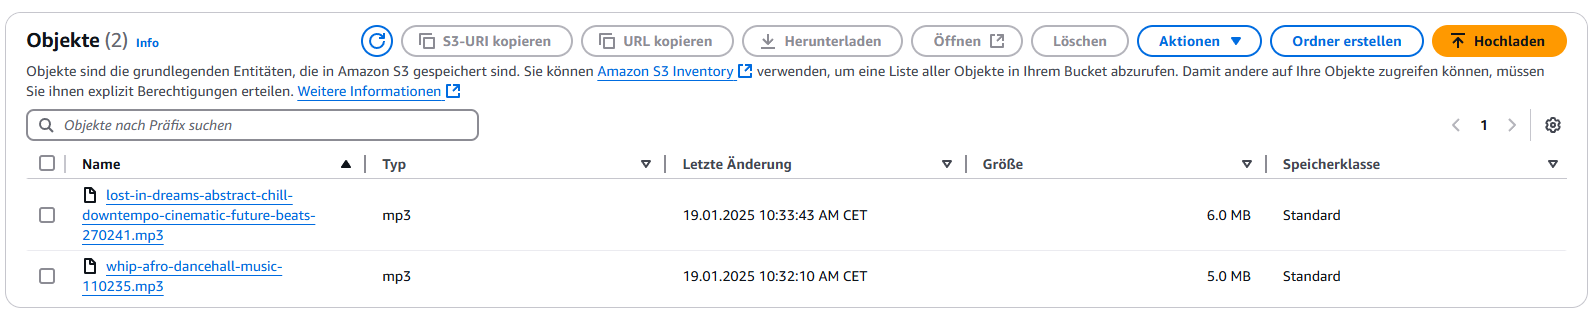 Objekte (2) Info
S3-URI kopieren
URL kopieren
Herunterladen
Öffnen
Löschen
Aktionen
Ordner erstellen
Hochladen
Objekte sind die grundlegenden Entitäten, die in Amazon S3 gespeichert sind. Sie können Amazon S3 Inventory verwenden, um eine Liste aller Objekte in Ihrem Bucket abzurufen. Damit andere auf Ihre Objekte zugreifen können, müssen
Sie ihnen explizit Berechtigungen erteilen. Weitere Informationen
Objekte nach Präfix suchen
1
Name Typ Letzte Änderung Größe Speicherklasse
lost-in-dreams-abstract-chill-
downtempo-cinematic-future-beats-
270241.mp3
mp3 19.01.2025 10:33:43 AM CET 6.0 MB Standard
whip-afro-dancehall-music-
110235.mp3
mp3 19.01.2025 10:32:10 AM CET 5.0 MB Standard